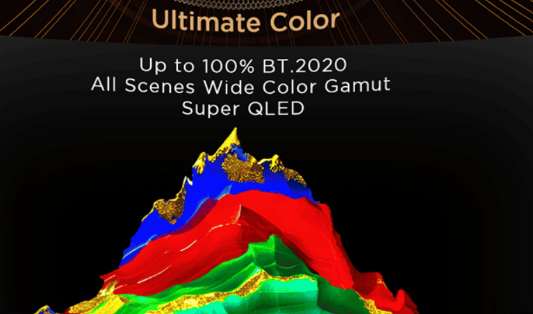 Ultimate Color
Up to 100% BT.2020
All Scenes Wide Color Gamut
Super QLED